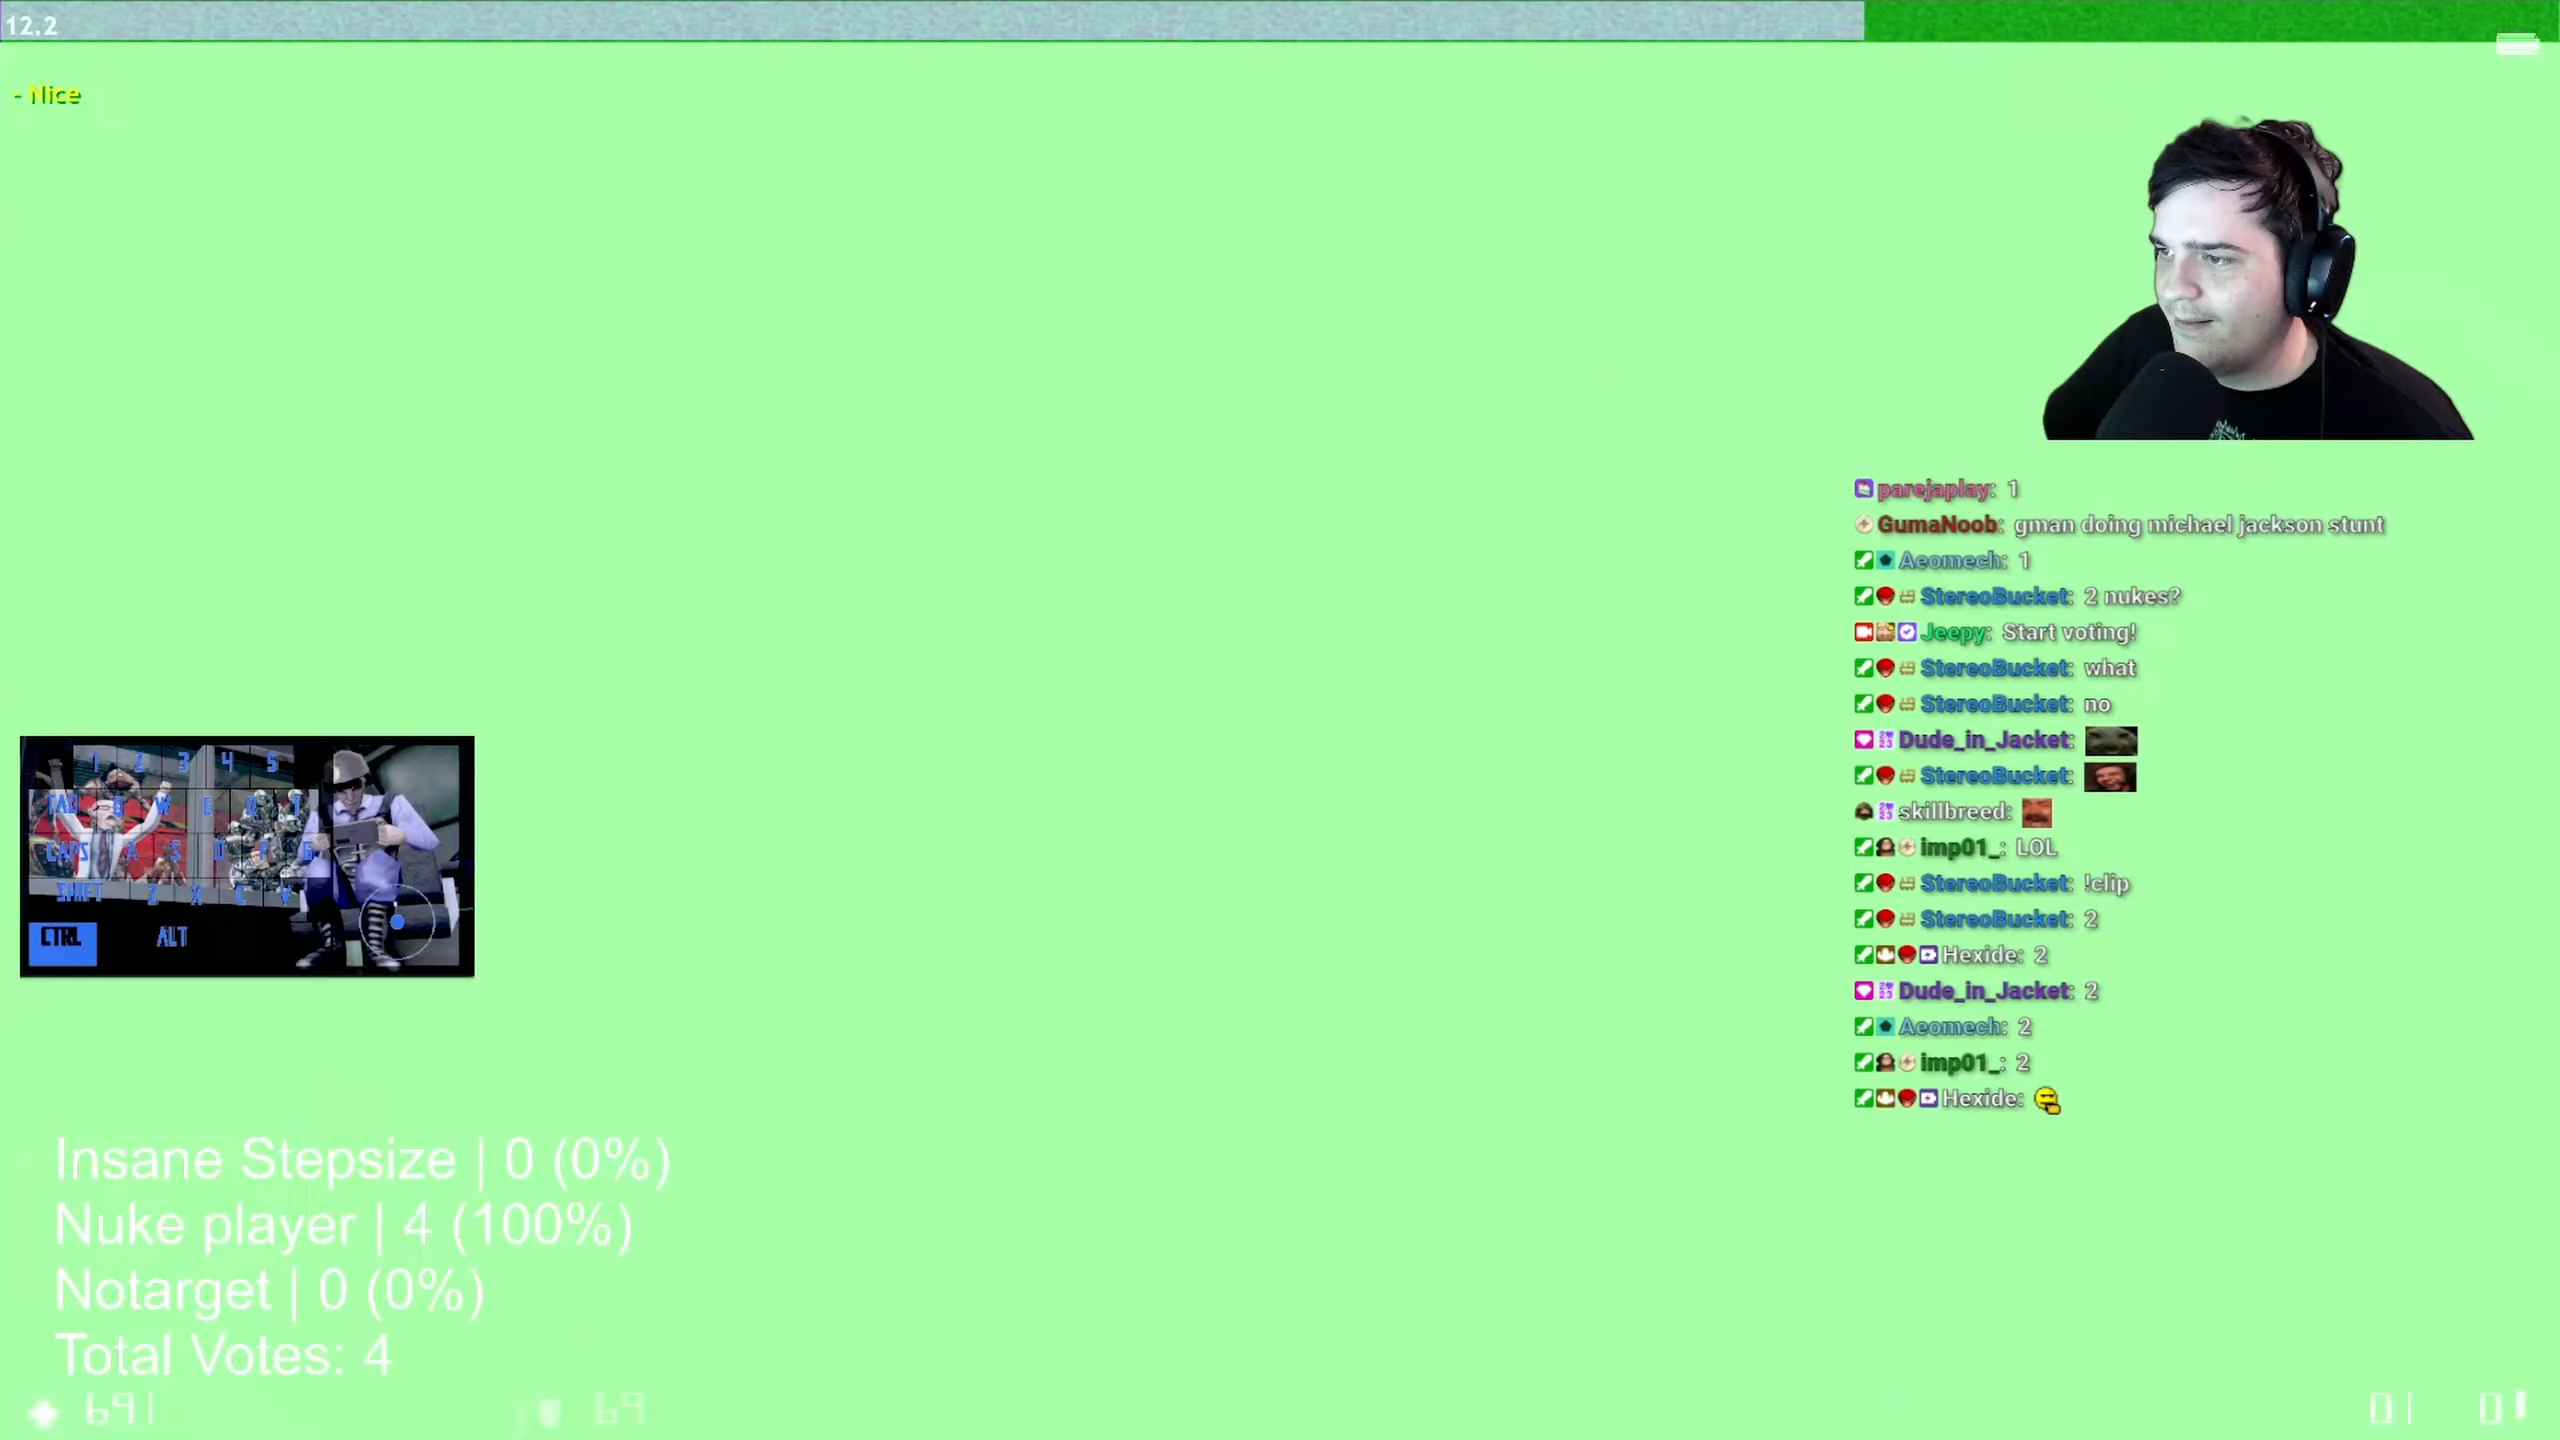 12.2
- Nice
parejaplay: 1
GumaNoob: gman doing michael jackson stunt
Aeomech: 1
StereoBucket: 2 nukes?
Jeepy: Start voting!
StereoBucket: what
StereoBucket: no
Dude_in_Jacket:
StereoBucket:
skillbreed:
imp01_: LOL
StereoBucket: !clip
StereoBucket: 2
Hexide: 2
Dude_in_Jacket: 2
Aeomech: 2
imp01_: 2
Hexide:
1 2 3 4 5
TAB Q W E R T
CAPS A S D F G
SHIFT Z X C V
CTRL ALT
Insane Stepsize | 0 (0%)
Nuke player | 4 (100%)
Notarget | 0 (0%)
Total Votes: 4
69 69